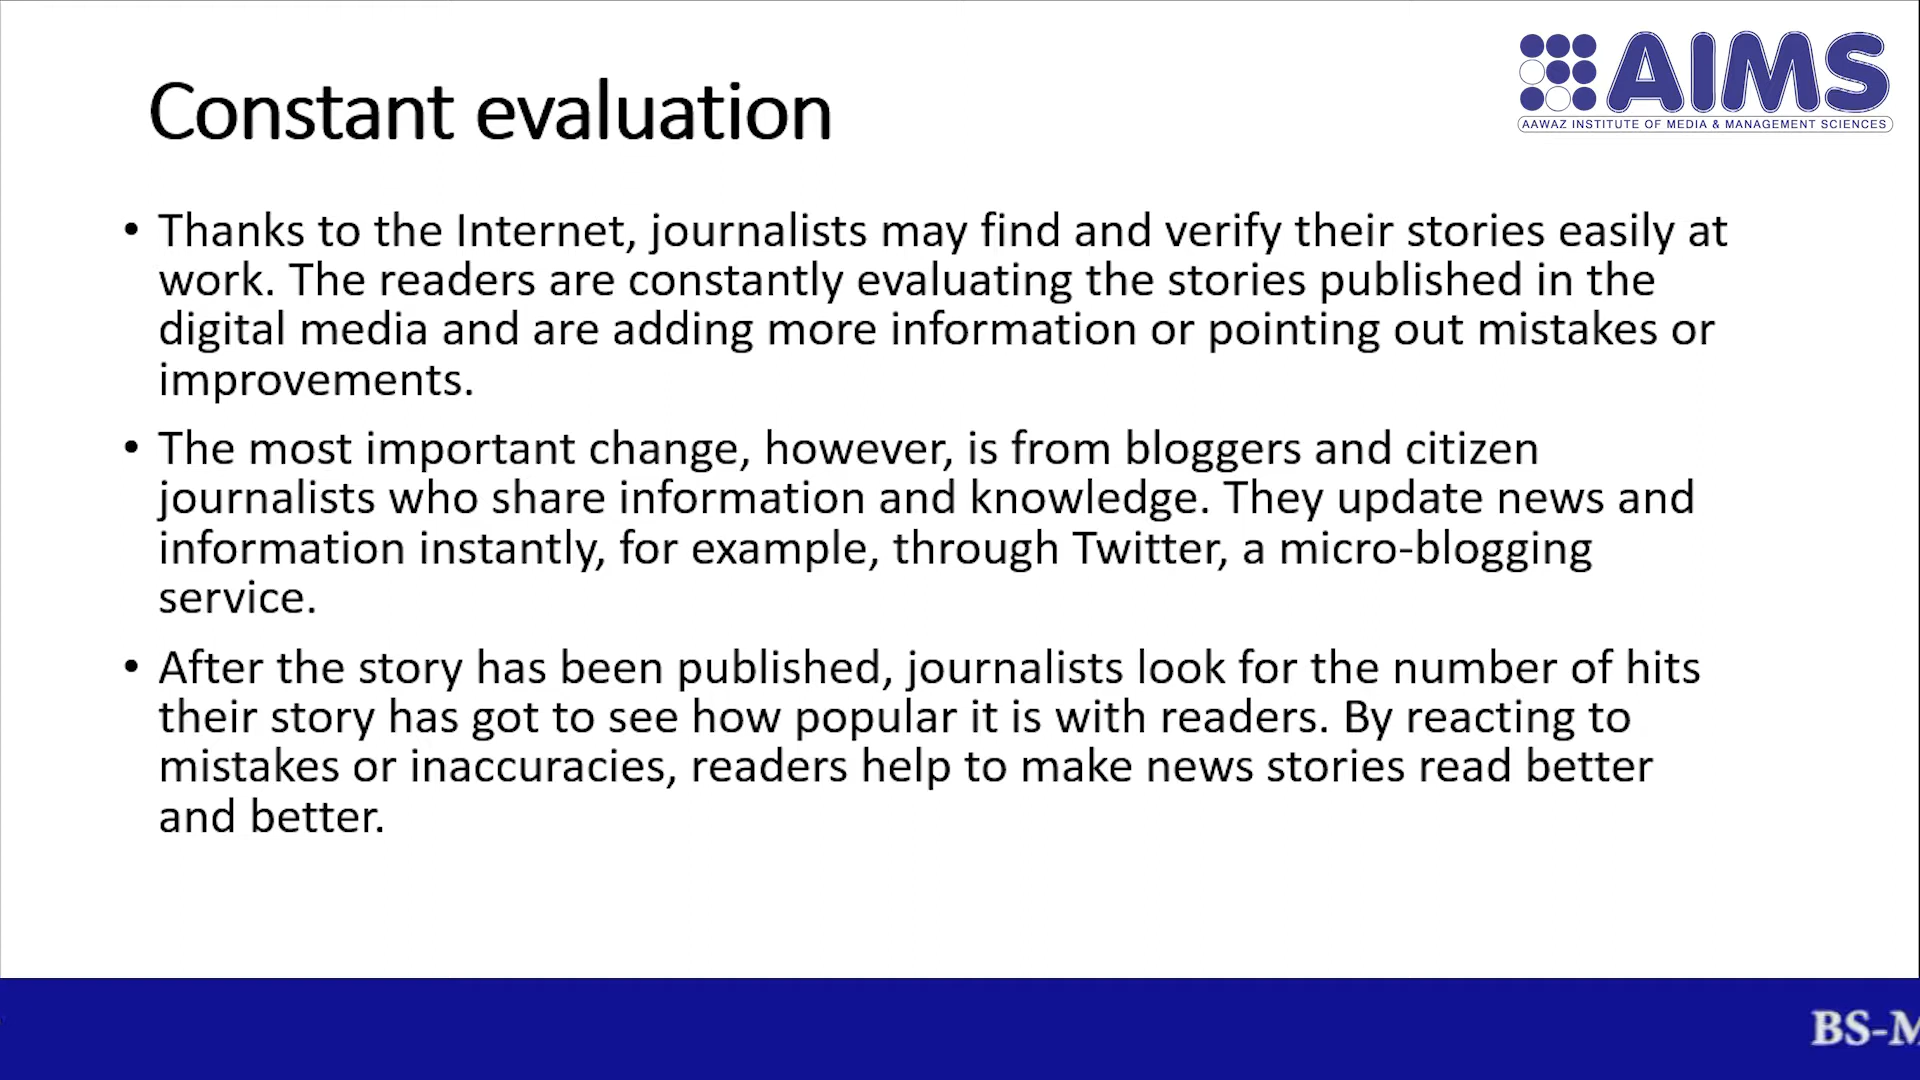 AIMS
AAWAZ INSTITUTE OF MEDIA & MANAGEMENT SCIENCES
Constant evaluation
• Thanks to the Internet, journalists may find and verify their stories easily at
work. The readers are constantly evaluating the stories published in the
digital media and are adding more information or pointing out mistakes or
improvements.
• The most important change, however, is from bloggers and citizen
journalists who share information and knowledge. They update news and
information instantly, for example, through Twitter, a micro-blogging
service.
• After the story has been published, journalists look for the number of hits
their story has got to see how popular it is with readers. By reacting to
mistakes or inaccuracies, readers help to make news stories read better
and better.
BS-M